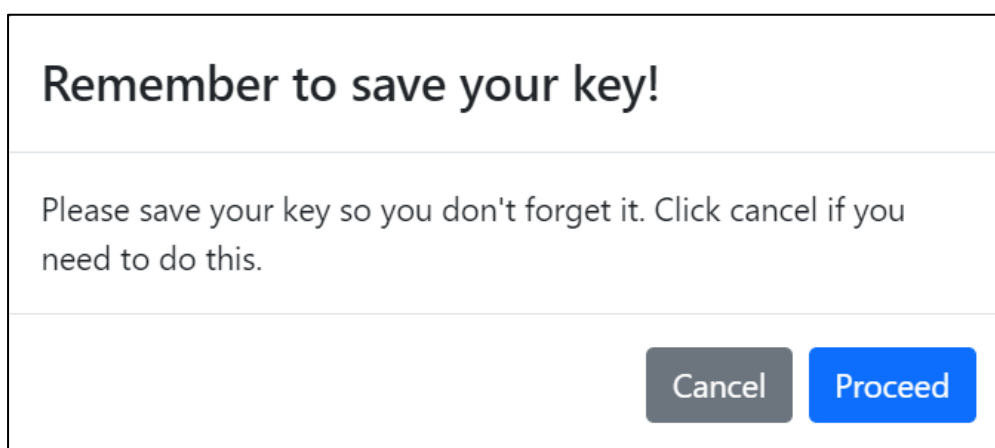 Remember to save your key!
Please save your key so you don't forget it. Click cancel if you
need to do this.
Cancel Proceed